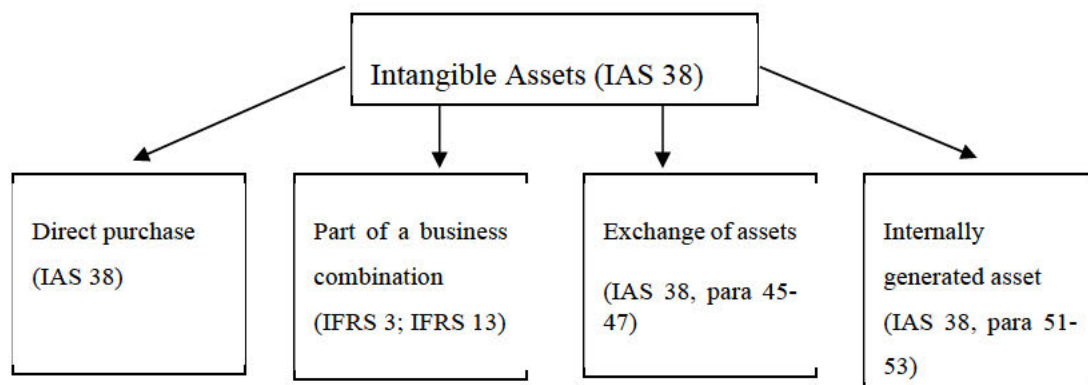 Intangible Assets (IAS 38)
Direct purchase
(IAS 38)
Part of a business
combination
(IFRS 3; IFRS 13)
Exchange of assets
(IAS 38, para 45-
47)
Internally
generated asset
(IAS 38, para 51-
53)